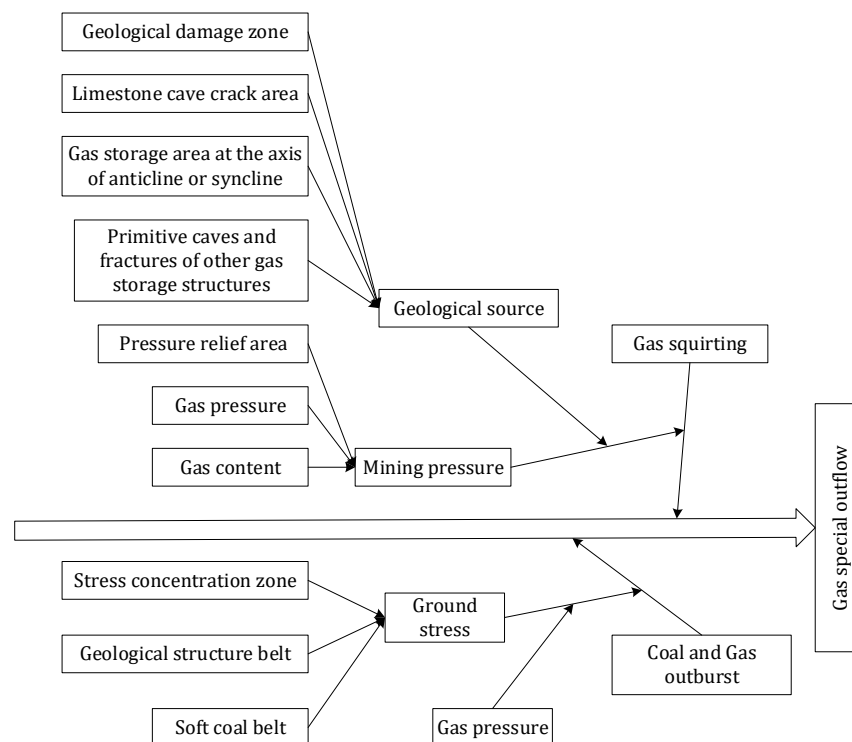 Geological damage zone
Limestone cave crack area
Gas storage area at the axis
of anticline or syncline
Primitive caves and
fractures of other gas
storage structures
Geological source
Pressure relief area
Gas squirting
Gas pressure
Gas content
Mining pressure
Gas special outflow
Stress concentration zone
Ground
stress
Geological structure belt
Coal and Gas
outburst
Soft coal belt
Gas pressure